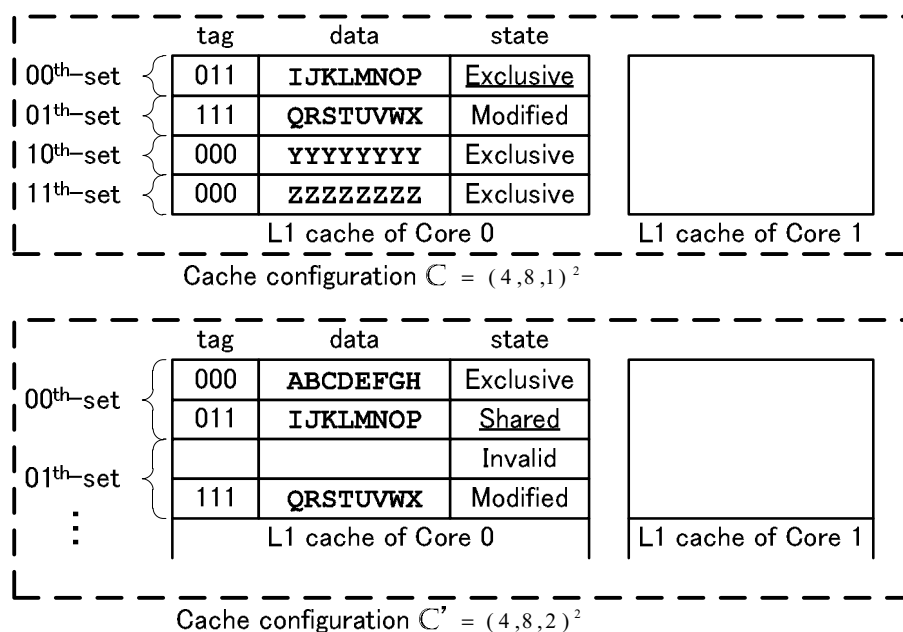 tag data state
00th-set 011 IJKLMNOP Exclusive
01th-set 111 QRSTUVWX Modified
10th-set 000 YYYYYYYY Exclusive
11th-set 000 ZZZZZZZZ Exclusive
L1 cache of Core 0 L1 cache of Core 1
Cache configuration ℂ = (4,8,1)²
tag data state
00th-set 000 ABCDEFGH Exclusive
011 IJKLMNOP Shared
01th-set Invalid
111 QRSTUVWX Modified
⋮ L1 cache of Core 0 L1 cache of Core 1
Cache configuration ℂ’ = (4,8,2)²